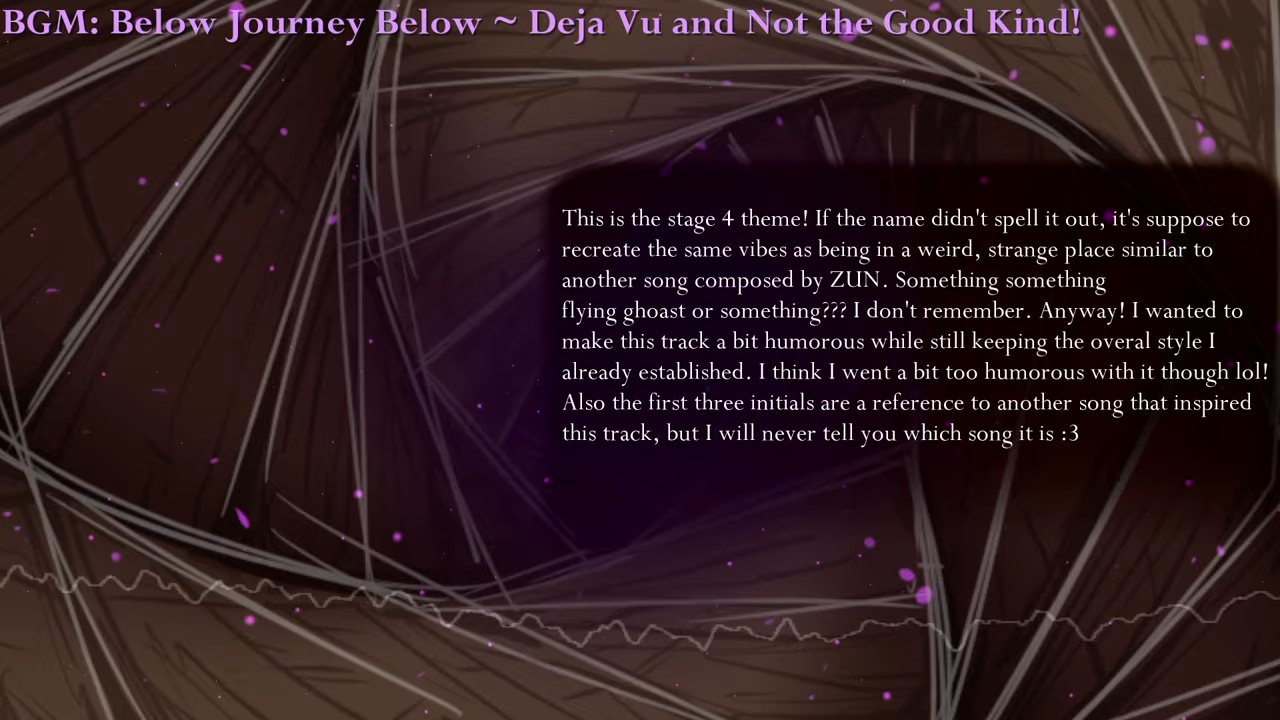 BGM: Below Journey Below ~ Deja Vu and Not the Good Kind!
This is the stage 4 theme! If the name didn't spell it out, it's suppose to
recreate the same vibes as being in a weird, strange place similar to
another song composed by ZUN. Something something
flying ghoast or something??? I don't remember. Anyway! I wanted to
make this track a bit humorous while still keeping the overal style I
already established. I think I went a bit too humorous with it though lol!
Also the first three initials are a reference to another song that inspired
this track, but I will never tell you which song it is :3